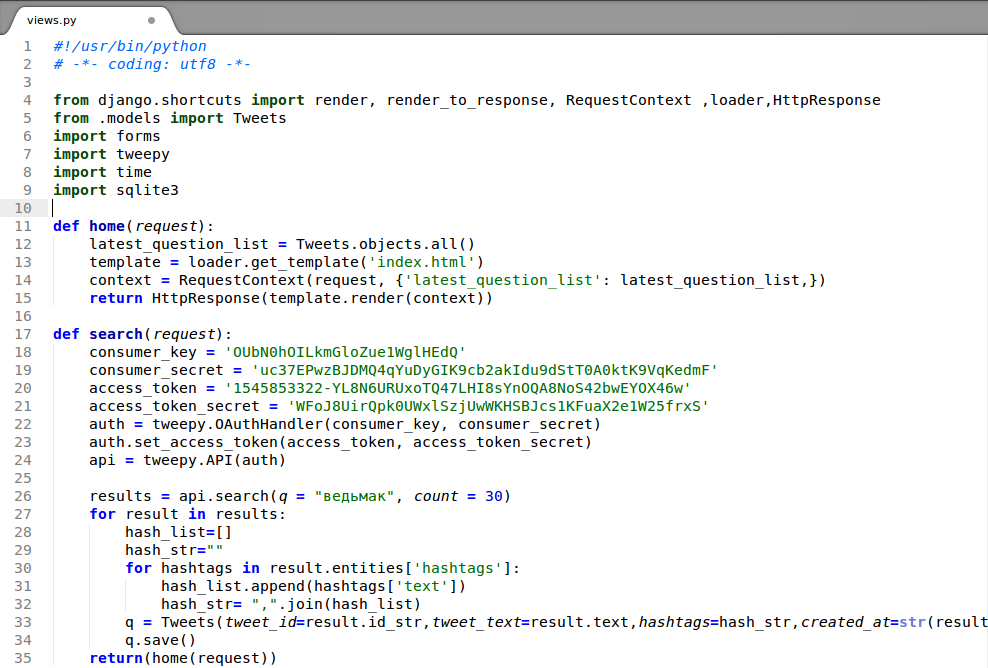 views.py
1 #!/usr/bin/python
2 # -*- coding: utf8 -*-
3
4 from django.shortcuts import render, render_to_response, RequestContext ,loader,HttpResponse
5 from .models import Tweets
6 import forms
7 import tweepy
8 import time
9 import sqlite3
10
11 def home(request):
12     latest_question_list = Tweets.objects.all()
13     template = loader.get_template('index.html')
14     context = RequestContext(request, {'latest_question_list': latest_question_list,})
15     return HttpResponse(template.render(context))
16
17 def search(request):
18     consumer_key = 'OUbN0hOILkmGloZue1WglHEdQ'
19     consumer_secret = 'uc37EPwzBJDMQ4qYuDyGIK9cb2akIdu9dStT0A0ktK9VqKedmF'
20     access_token = '1545853322-YL8N6URUxoTQ47LHI8sYnOQA8NoS42bwEYOX46w'
21     access_token_secret = 'WFoJ8UirQpk0UWxlSzjUwWKHSBJcs1KFuaX2e1W25frxS'
22     auth = tweepy.OAuthHandler(consumer_key, consumer_secret)
23     auth.set_access_token(access_token, access_token_secret)
24     api = tweepy.API(auth)
25
26     results = api.search(q = "ведьмак", count = 30)
27     for result in results:
28         hash_list=[]
29         hash_str=""
30         for hashtags in result.entities['hashtags']:
31             hash_list.append(hashtags['text'])
32             hash_str= ",".join(hash_list)
33         q = Tweets(tweet_id=result.id_str,tweet_text=result.text,hashtags=hash_str,created_at=str(result
34         q.save()
35     return(home(request))